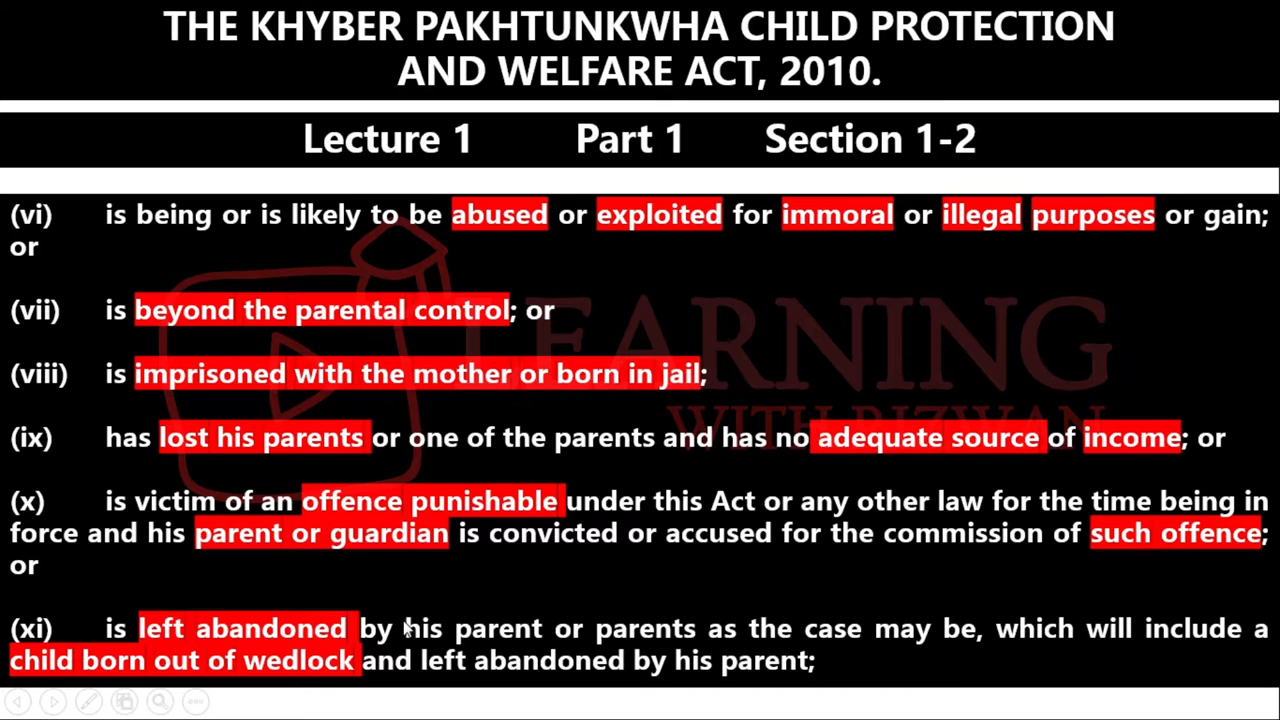 THE KHYBER PAKHTUNKWHA CHILD PROTECTION
AND WELFARE ACT, 2010.
Lecture 1 Part 1 Section 1-2
(vi) is being or is likely to be abused or exploited for immoral or illegal purposes or gain;
or
(vii) is beyond the parental control; or
(viii) is imprisoned with the mother or born in jail;
(ix) has lost his parents or one of the parents and has no adequate source of income; or
(x) is victim of an offence punishable under this Act or any other law for the time being in
force and his parent or guardian is convicted or accused for the commission of such offence;
or
(xi) is left abandoned by his parent or parents as the case may be, which will include a
child born out of wedlock and left abandoned by his parent;
LEARNING
WITH RIZWAN